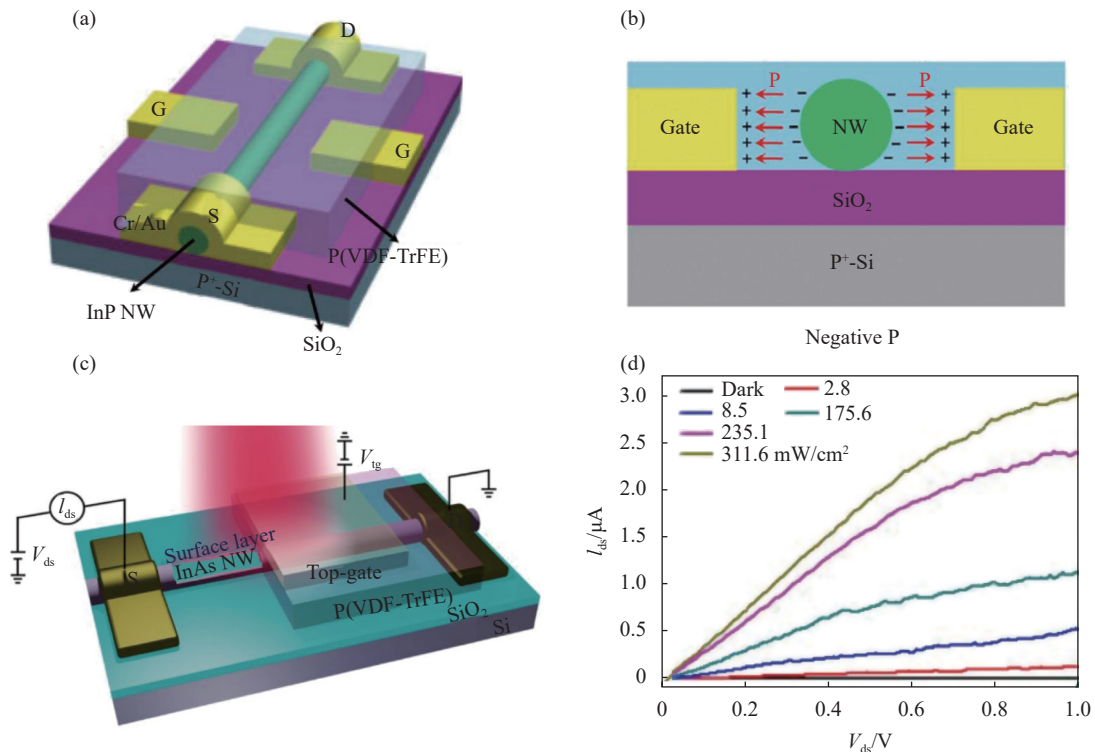 (a)
D
G
G
S
Cr/Au
P(VDF-TrFE)
P⁺-Si
InP NW
SiO₂
(b)
P
P
+ - - +
+ - - +
+ - - +
+ - - +
+ - - +
Gate
NW
Gate
SiO₂
P⁺-Si
Negative P
(c)
V_tg
l_ds
V_ds
S
Surface layer
InAs NW
Top-gate
P(VDF-TrFE)
SiO₂
Si
(d)
3.0
2.5
2.0
1.5
1.0
0.5
0
l_ds/μA
Dark
2.8
8.5
175.6
235.1
311.6 mW/cm²
0
0.2
0.4
0.6
0.8
1.0
V_ds/V